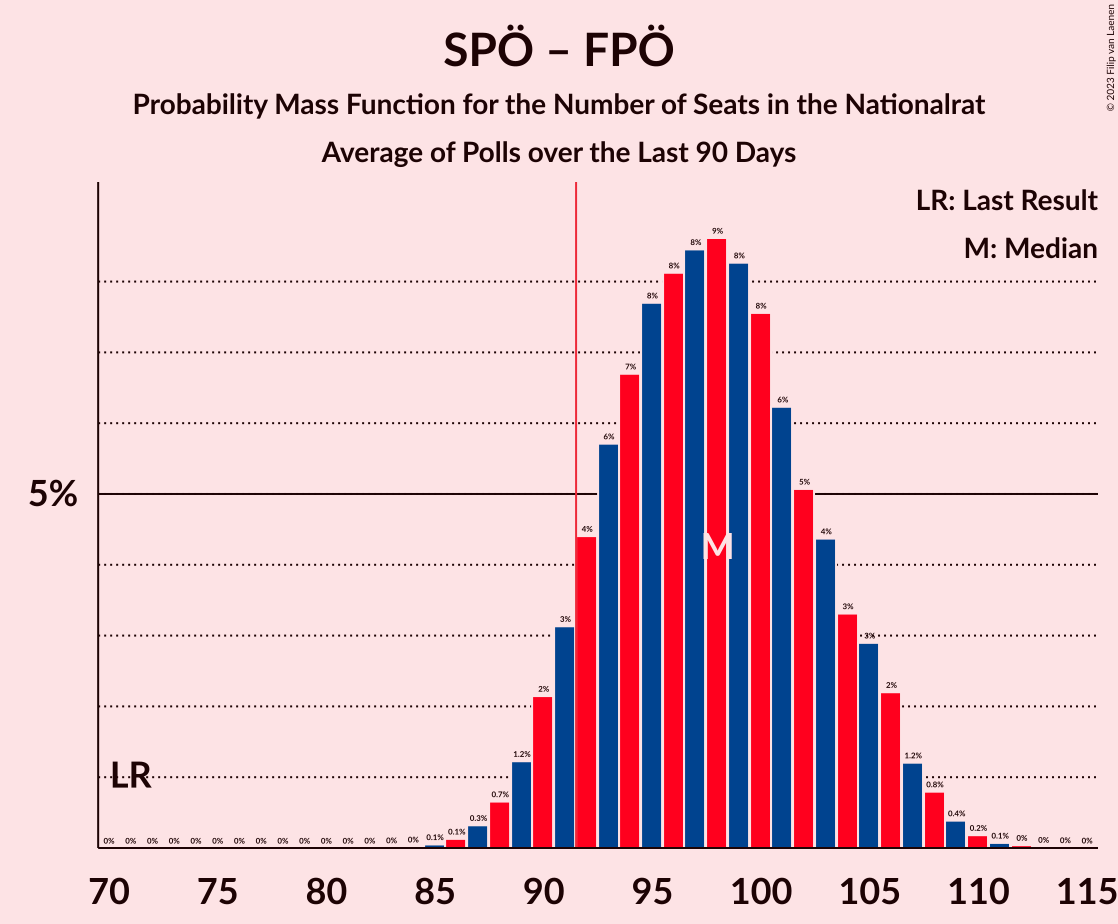 SPÖ – FPÖ
Probability Mass Function for the Number of Seats in the Nationalrat
Average of Polls over the Last 90 Days
© 2023 Filip van Laenen
LR: Last Result
M: Median
5%
0% 0% 0% 0% 0% 0% 0% 0% 0% 0% 0% 0% 0% 0% 0% 0.1% 0.1% 0.3% 0.7% 1.2% 2% 3% 4% 6% 7% 8% 8% 8% 9% 8% 8% 6% 5% 4% 3% 3% 2% 1.2% 0.8% 0.4% 0.2% 0.1% 0% 0% 0% 0%
M
LR
70 75 80 85 90 95 100 105 110 115